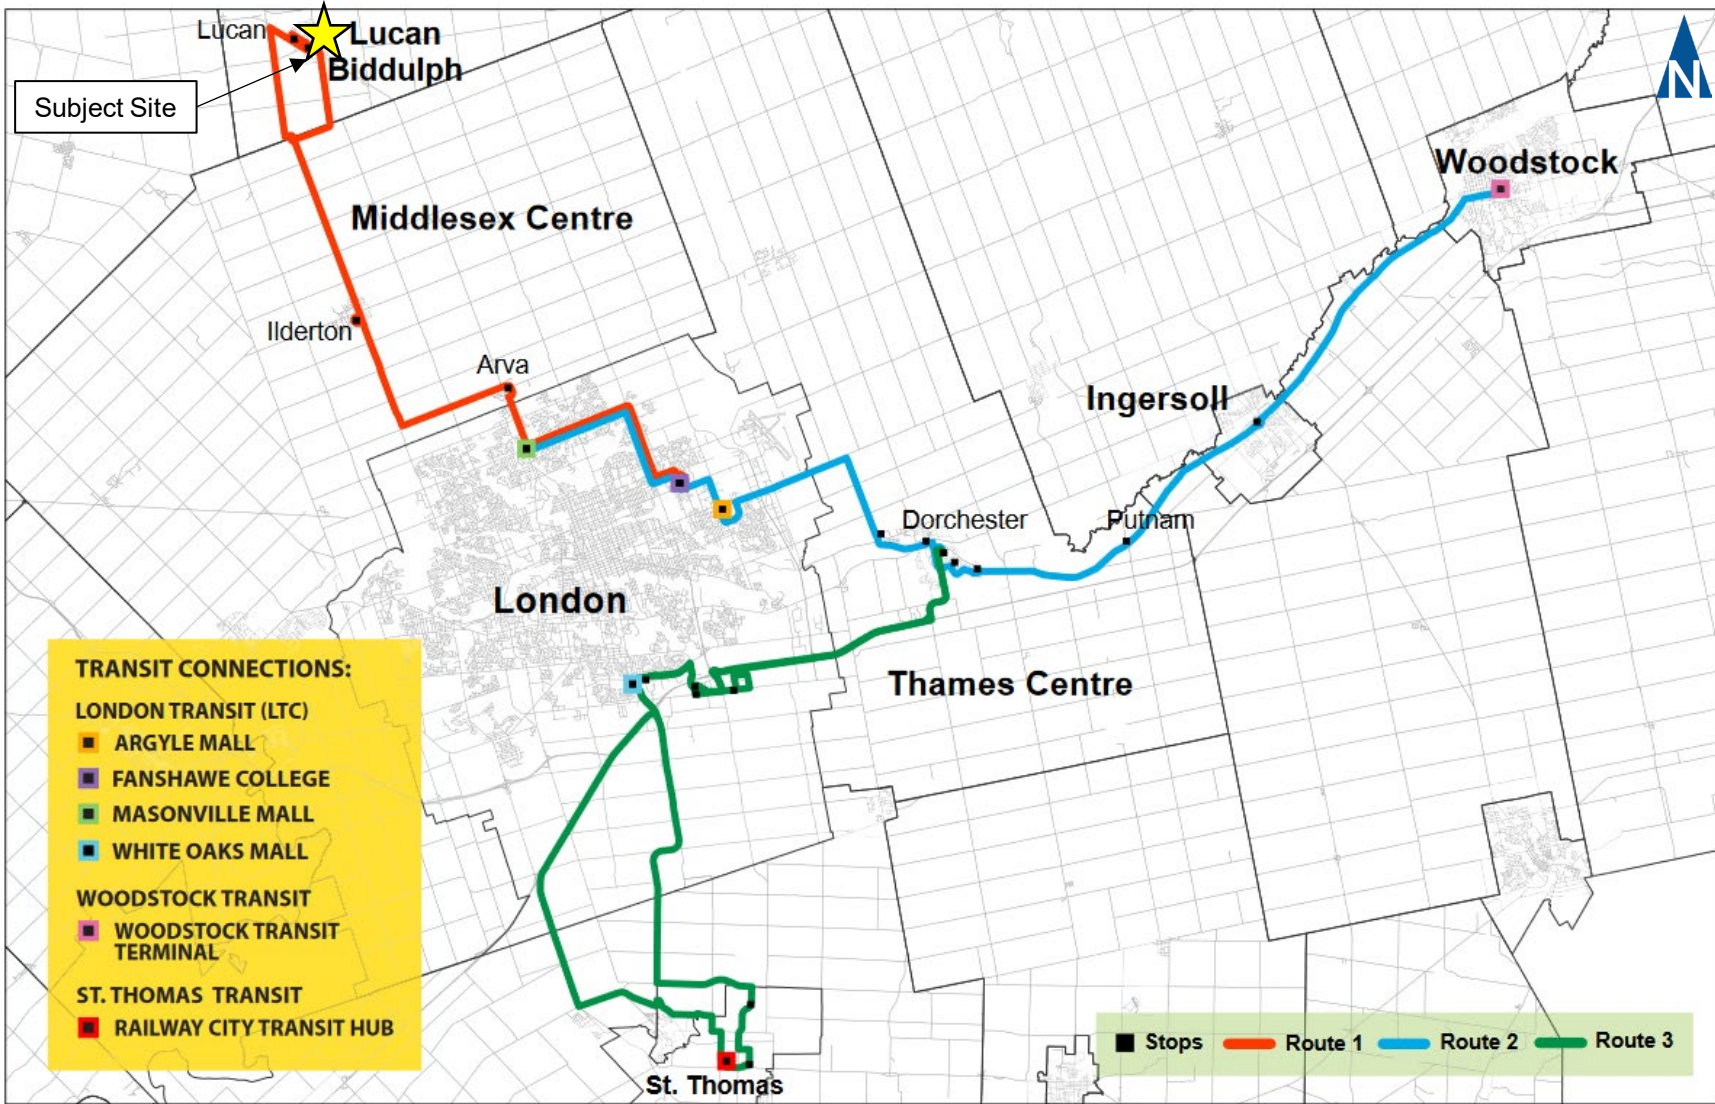 Lucan
Lucan
Biddulph
Subject Site
N
Woodstock
Middlesex Centre
Ilderton
Arva
Ingersoll
Dorchester
Putnam
London
Thames Centre
TRANSIT CONNECTIONS:
LONDON TRANSIT (LTC)
ARGYLE MALL
FANSHAWE COLLEGE
MASONVILLE MALL
WHITE OAKS MALL
WOODSTOCK TRANSIT
WOODSTOCK TRANSIT
TERMINAL
ST. THOMAS TRANSIT
RAILWAY CITY TRANSIT HUB
St. Thomas
Stops
Route 1
Route 2
Route 3